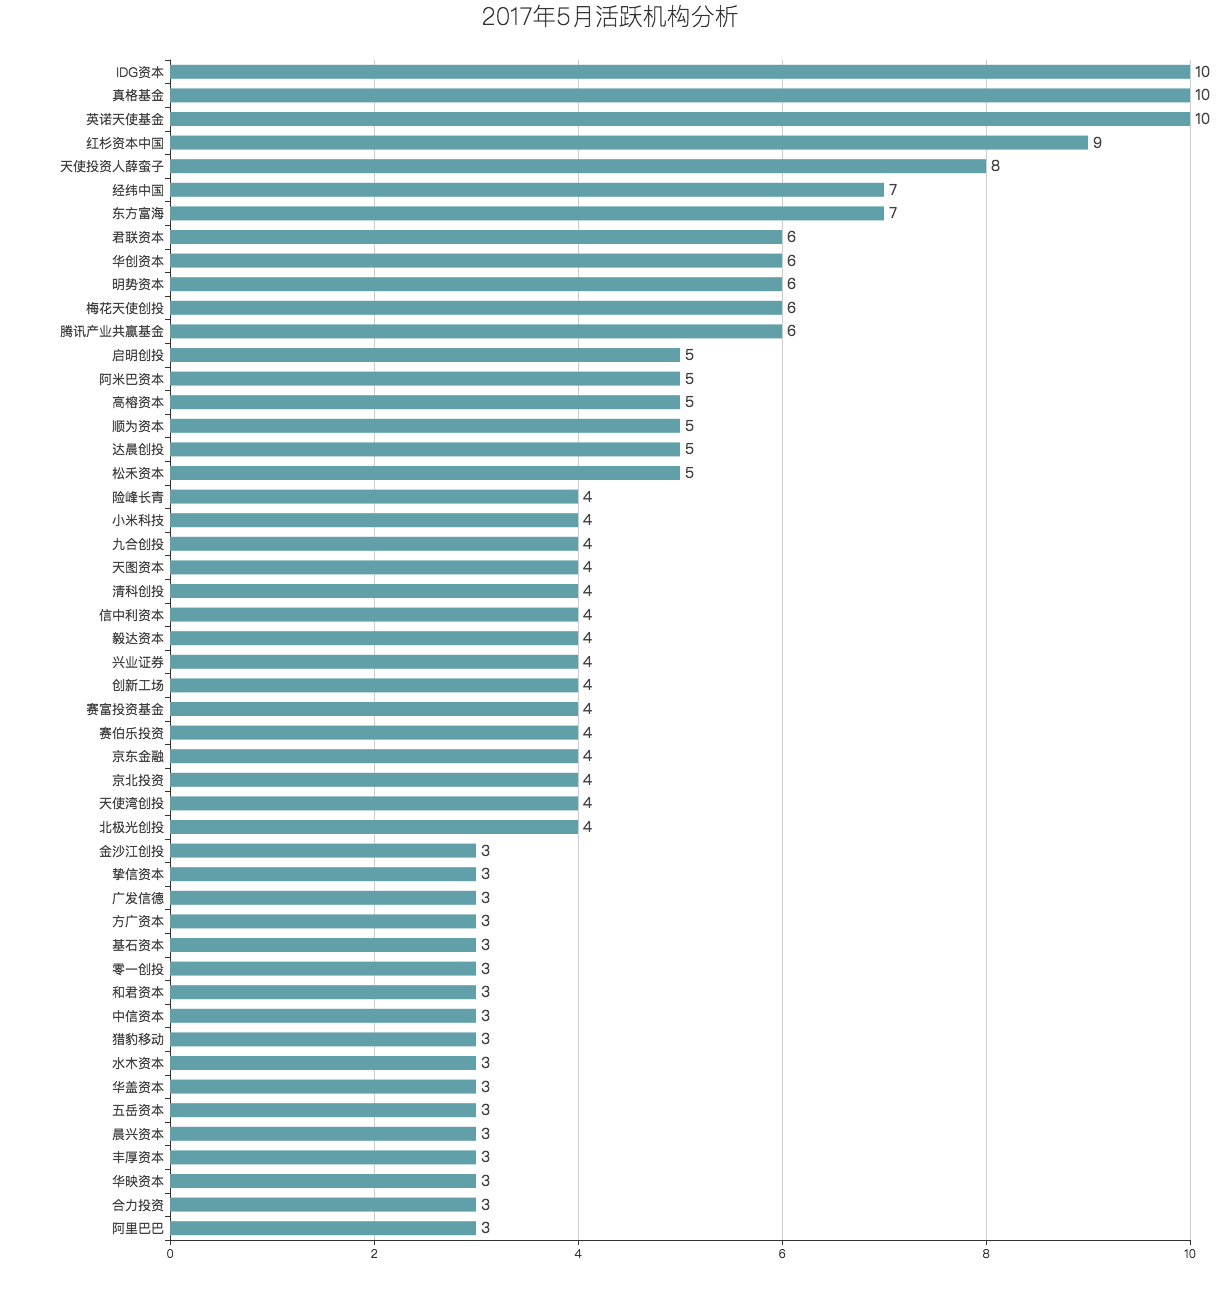 2017年5月活跃机构分析
IDG资本 10
真格基金 10
英诺天使基金 10
红杉资本中国 9
天使投资人薛蛮子 8
经纬中国 7
东方富海 7
君联资本 6
华创资本 6
明势资本 6
梅花天使创投 6
腾讯产业共赢基金 6
启明创投 5
阿米巴资本 5
高榕资本 5
顺为资本 5
达晨创投 5
松禾资本 5
险峰长青 4
小米科技 4
九合创投 4
天图资本 4
清科创投 4
信中利资本 4
毅达资本 4
兴业证券 4
创新工场 4
赛富投资基金 4
赛伯乐投资 4
京东金融 4
京北投资 4
天使湾创投 4
北极光创投 4
金沙江创投 3
挚信资本 3
广发信德 3
方广资本 3
基石资本 3
零一创投 3
和君资本 3
中信资本 3
猎豹移动 3
水木资本 3
华盖资本 3
五岳资本 3
晨兴资本 3
丰厚资本 3
华映资本 3
合力投资 3
阿里巴巴 3
0 2 4 6 8 10